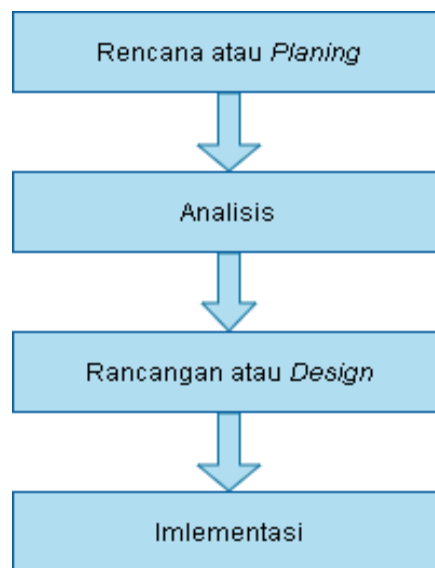 Rencana atau Planing
Analisis
Rancangan atau Design
Imlementasi